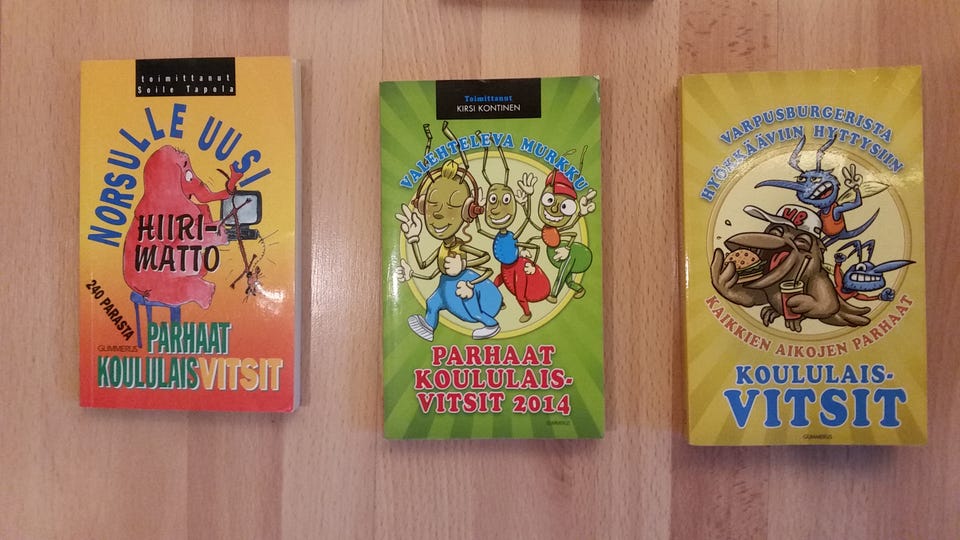 toimittanut
Soile Tapola
NORSULLE UUSI
HIIRI-
MATTO
240 PARASTA
GUMMERUS
PARHAAT
KOULULAISVITSIT
Toimittanut
KIRSI KONTINEN
VALEHTELEVA MURKKU
PARHAAT
KOULULAIS-
VITSIT 2014
GUMMERUS
VARPUSBURGERISTA
HYÖKKÄÄVIIN HYTTYSIIN
KAIKKIEN AIKOJEN PARHAAT
KOULULAIS-
VITSIT
GUMMERUS